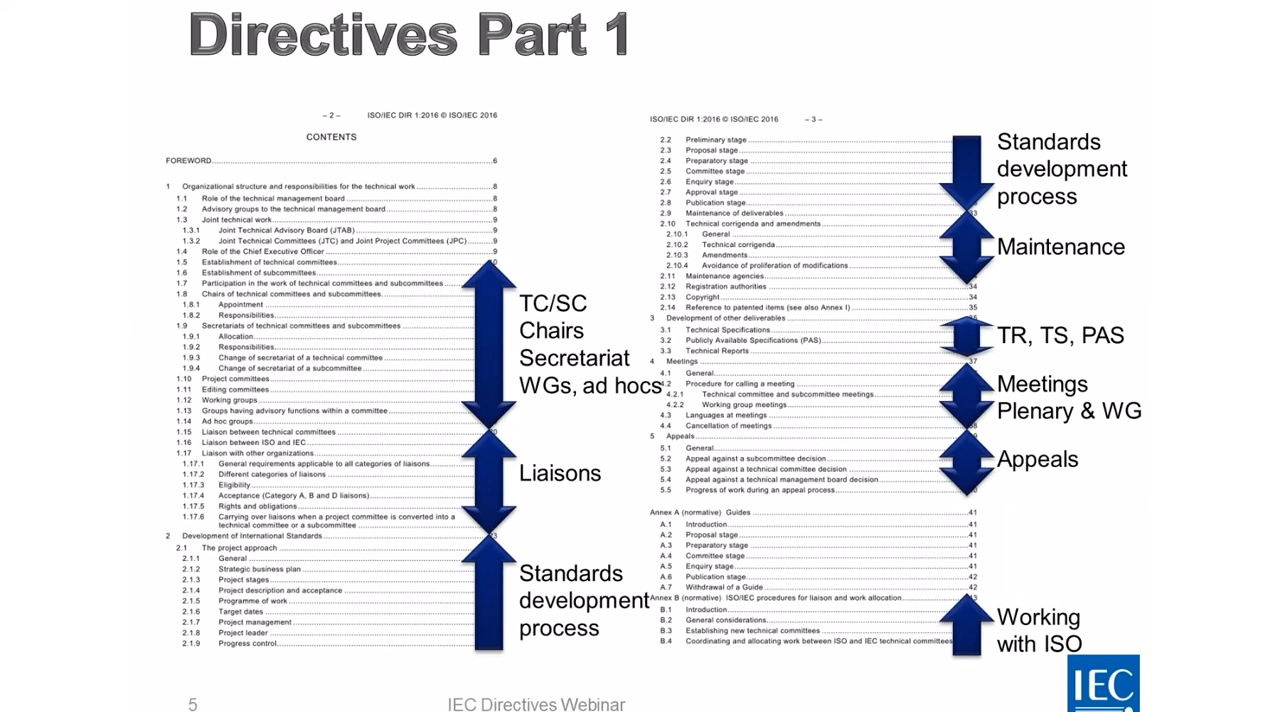 Directives Part 1
– 2 – ISO/IEC DIR 1:2016 © ISO/IEC 2016
CONTENTS
FOREWORD 6
1 Organizational structure and responsibilities for the technical work 8
1.1 Role of the technical management board 8
1.2 Advisory groups to the technical management board 8
1.3 Joint technical work 9
1.3.1 Joint Technical Advisory Board (JTAB) 9
1.3.2 Joint Technical Committees (JTC) and Joint Project Committees (JPC) 9
1.4 Role of the Chief Executive Officer 9
1.5 Establishment of technical committees
1.6 Establishment of subcommittees
1.7 Participation in the work of technical committees and subcommittees
1.8 Chairs of technical committees and subcommittees
1.8.1 Appointment
1.8.2 Responsibilities
1.9 Secretariats of technical committees and subcommittees
1.9.1 Allocation
1.9.2 Responsibilities
1.9.3 Change of secretariat of a technical committee
1.9.4 Change of secretariat of a subcommittee
1.10 Project committees
1.11 Editing committees
1.12 Working groups
1.13 Groups having advisory functions within a committee
1.14 Ad hoc groups
1.15 Liaison between technical committees
1.16 Liaison between ISO and IEC
1.17 Liaison with other organizations
1.17.1 General requirements applicable to all categories of liaisons
1.17.2 Different categories of liaisons
1.17.3 Eligibility
1.17.4 Acceptance (Category A, B and D liaisons)
1.17.5 Rights and obligations
1.17.6 Carrying over liaisons when a project committee is converted into a
technical committee or a subcommittee
2 Development of International Standards
2.1 The project approach
2.1.1 General
2.1.2 Strategic business plan
2.1.3 Project stages
2.1.4 Project description and acceptance
2.1.5 Programme of work
2.1.6 Target dates
2.1.7 Project management
2.1.8 Project leader
2.1.9 Progress control
TC/SC
Chairs
Secretariat
WGs, ad hocs
Liaisons
Standards
development
process
ISO/IEC DIR 1:2016 © ISO/IEC 2016 – 3 –
2.2 Preliminary stage
2.3 Proposal stage
2.4 Preparatory stage
2.5 Committee stage
2.6 Enquiry stage
2.7 Approval stage
2.8 Publication stage
2.9 Maintenance of deliverables
2.10 Technical corrigenda and amendments
2.10.1 General
2.10.2 Technical corrigenda
2.10.3 Amendments
2.10.4 Avoidance of proliferation of modifications
2.11 Maintenance agencies
2.12 Registration authorities 34
2.13 Copyright 34
2.14 Reference to patented items (see also Annex I) 35
3 Development of other deliverables
3.1 Technical Specifications
3.2 Publicly Available Specifications (PAS)
3.3 Technical Reports
4 Meetings 37
4.1 General
4.2 Procedure for calling a meeting
4.2.1 Technical committee and subcommittee meetings
4.2.2 Working group meetings
4.3 Languages at meetings
4.4 Cancellation of meetings
5 Appeals
5.1 General
5.2 Appeal against a subcommittee decision
5.3 Appeal against a technical committee decision
5.4 Appeal against a technical management board decision
5.5 Progress of work during an appeal process
Annex A (normative) Guides 41
A.1 Introduction 41
A.2 Proposal stage 41
A.3 Preparatory stage 41
A.4 Committee stage 41
A.5 Enquiry stage 41
A.6 Publication stage 42
A.7 Withdrawal of a Guide 42
Annex B (normative) ISO/IEC procedures for liaison and work allocation
B.1 Introduction
B.2 General considerations
B.3 Establishing new technical committees
B.4 Coordinating and allocating work between ISO and IEC technical committees
Standards
development
process
Maintenance
TR, TS, PAS
Meetings
Plenary & WG
Appeals
Working
with ISO
5 IEC Directives Webinar
IEC